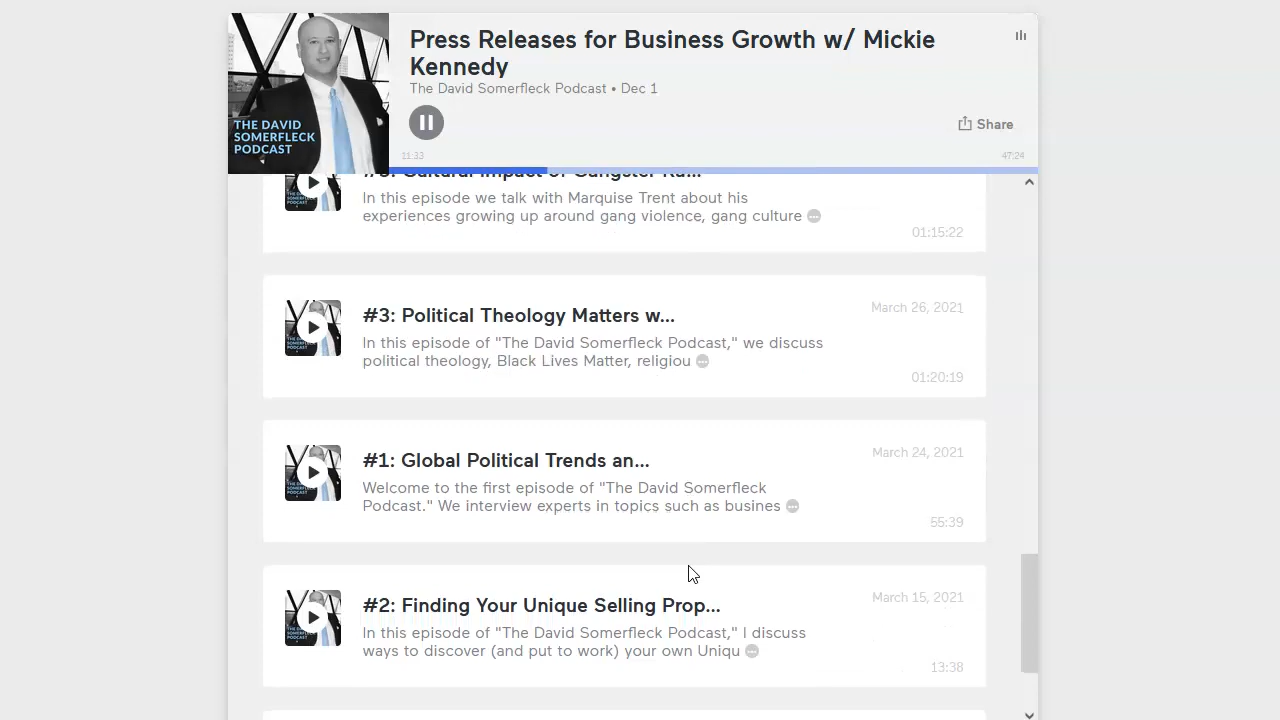 Press Releases for Business Growth w/ Mickie
Kennedy
The David Somerfleck Podcast • Dec 1
THE DAVID
SOMERFLECK
PODCAST
Share
11:33
47:24
Cultural Impact of Gangster
In this episode we talk with Marquise Trent about his
experiences growing up around gang violence, gang culture
01:15:22
#3: Political Theology Matters w...
March 26, 2021
In this episode of "The David Somerfleck Podcast," we discuss
political theology, Black Lives Matter, religiou
01:20:19
#1: Global Political Trends an...
March 24, 2021
Welcome to the first episode of "The David Somerfleck
Podcast." We interview experts in topics such as busines
55:39
#2: Finding Your Unique Selling Prop...
March 15, 2021
In this episode of "The David Somerfleck Podcast," I discuss
ways to discover (and put to work) your own Uniqu
13:38